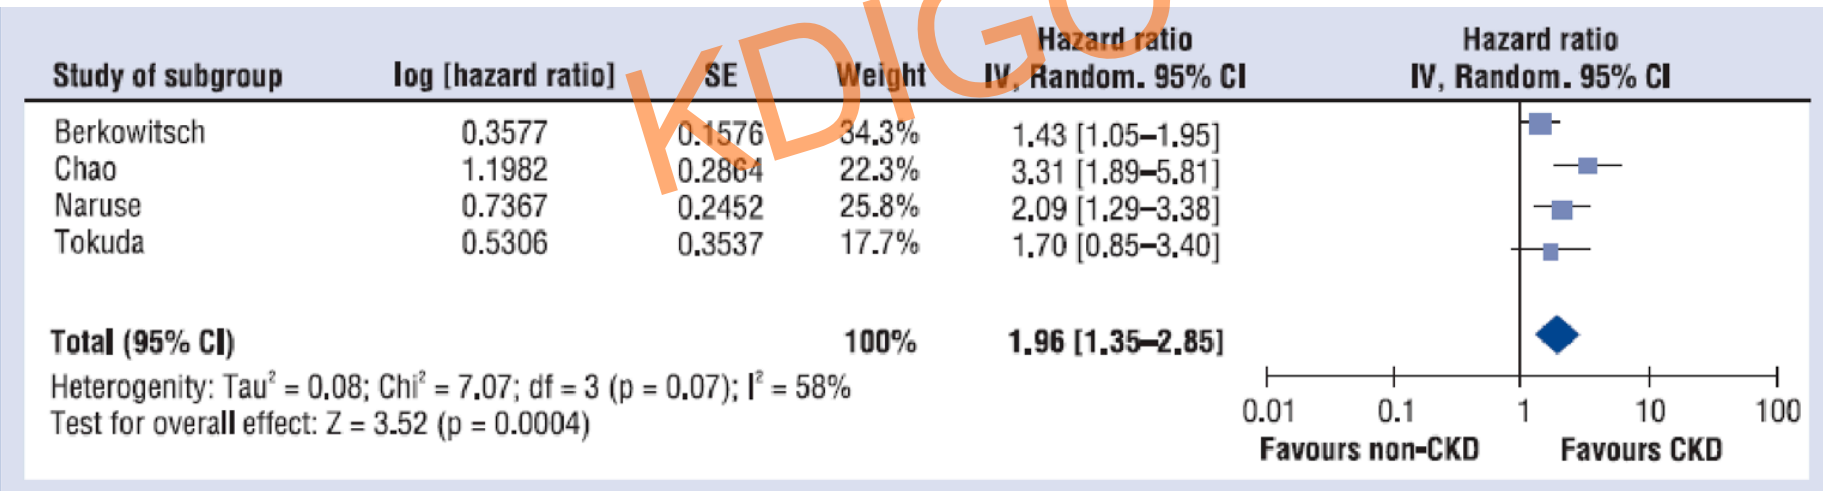 KDIGO
Hazard ratio Hazard ratio
Study of subgroup log [hazard ratio] SE Weight IV, Random. 95% CI IV, Random. 95% CI
Berkowitsch 0.3577 0.1576 34.3% 1.43 [1.05–1.95]
Chao 1.1982 0.2864 22.3% 3.31 [1.89–5.81]
Naruse 0.7367 0.2452 25.8% 2.09 [1.29–3.38]
Tokuda 0.5306 0.3537 17.7% 1.70 [0.85–3.40]
Total (95% CI) 100% 1.96 [1.35–2.85]
Heterogenity: Tau² = 0.08; Chi² = 7.07; df = 3 (p = 0.07); I² = 58%
Test for overall effect: Z = 3.52 (p = 0.0004)
0.01 0.1 1 10 100
Favours non-CKD Favours CKD